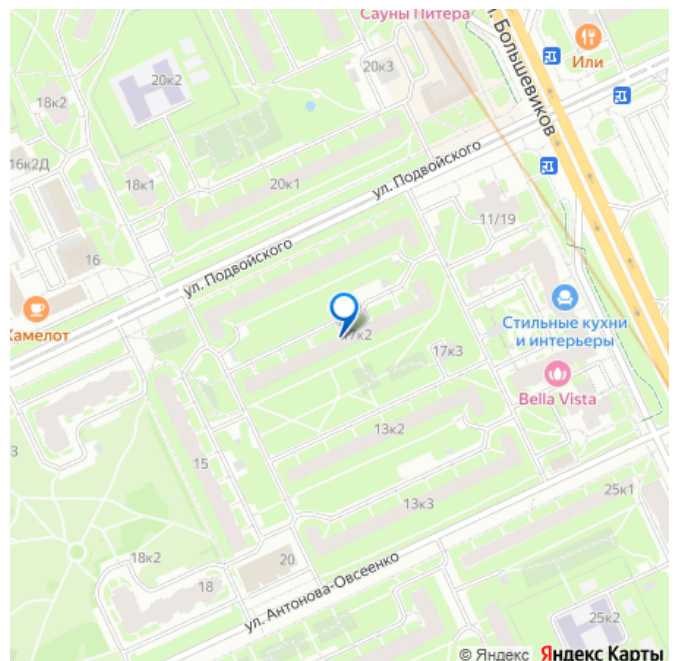 Сауны Питера
20к2
20к3
Или
Большевиков
18к2
16к2Д
18к1
20к1
ул. Подвойского
11/19
16
ул. Подвойского
Камелот
17к2
17к3
Стильные кухни
и интерьеры
Bella Vista
13к2
15
13к3
25к1
18к2
20
18
ул. Антонова-Овсеенко
25к2
© Яндекс Яндекс Карты